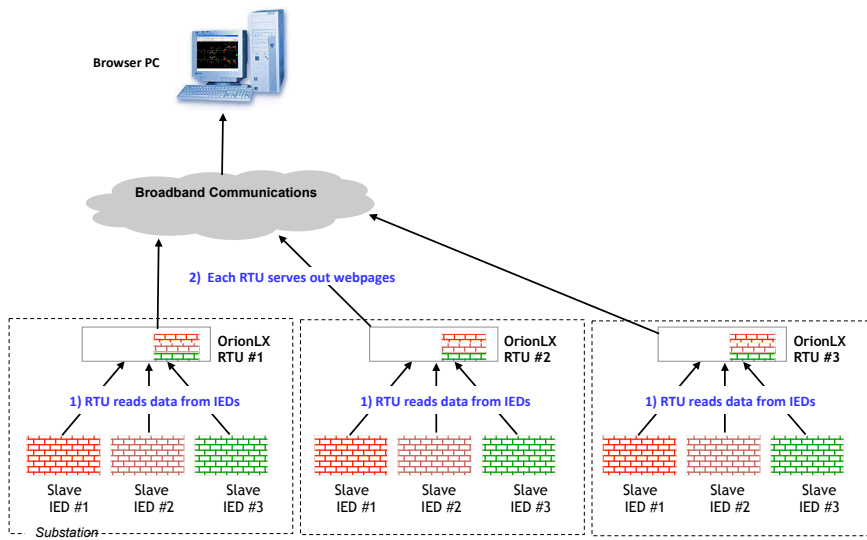 Browser PC
Broadband Communications
2) Each RTU serves out webpages
OrionLX
RTU #1
OrionLX
RTU #2
OrionLX
RTU #3
1) RTU reads data from IEDs
1) RTU reads data from IEDs
1) RTU reads data from IEDs
Slave
IED #1
Slave
IED #2
Slave
IED #3
Slave
IED #1
Slave
IED #2
Slave
IED #3
Slave
IED #1
Slave
IED #2
Slave
IED #3
Substation